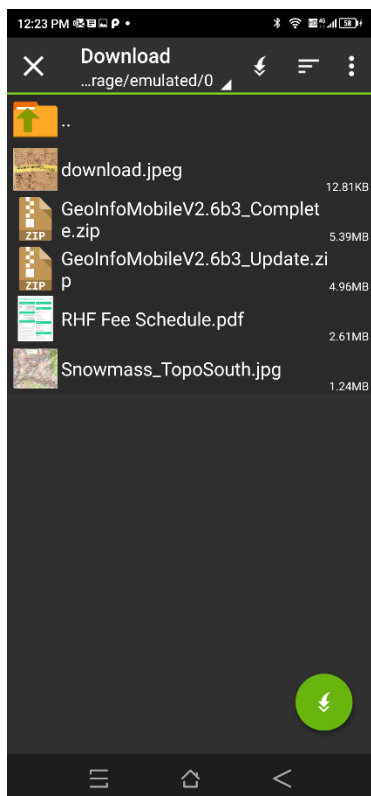 12:23 PM
58
Download
...rage/emulated/0
..
download.jpeg
12.81KB
GeoInfoMobileV2.6b3_Complet
e.zip
5.39MB
ZIP
GeoInfoMobileV2.6b3_Update.zi
p
4.96MB
ZIP
RHF Fee Schedule.pdf
2.61MB
Snowmass_TopoSouth.jpg
1.24MB